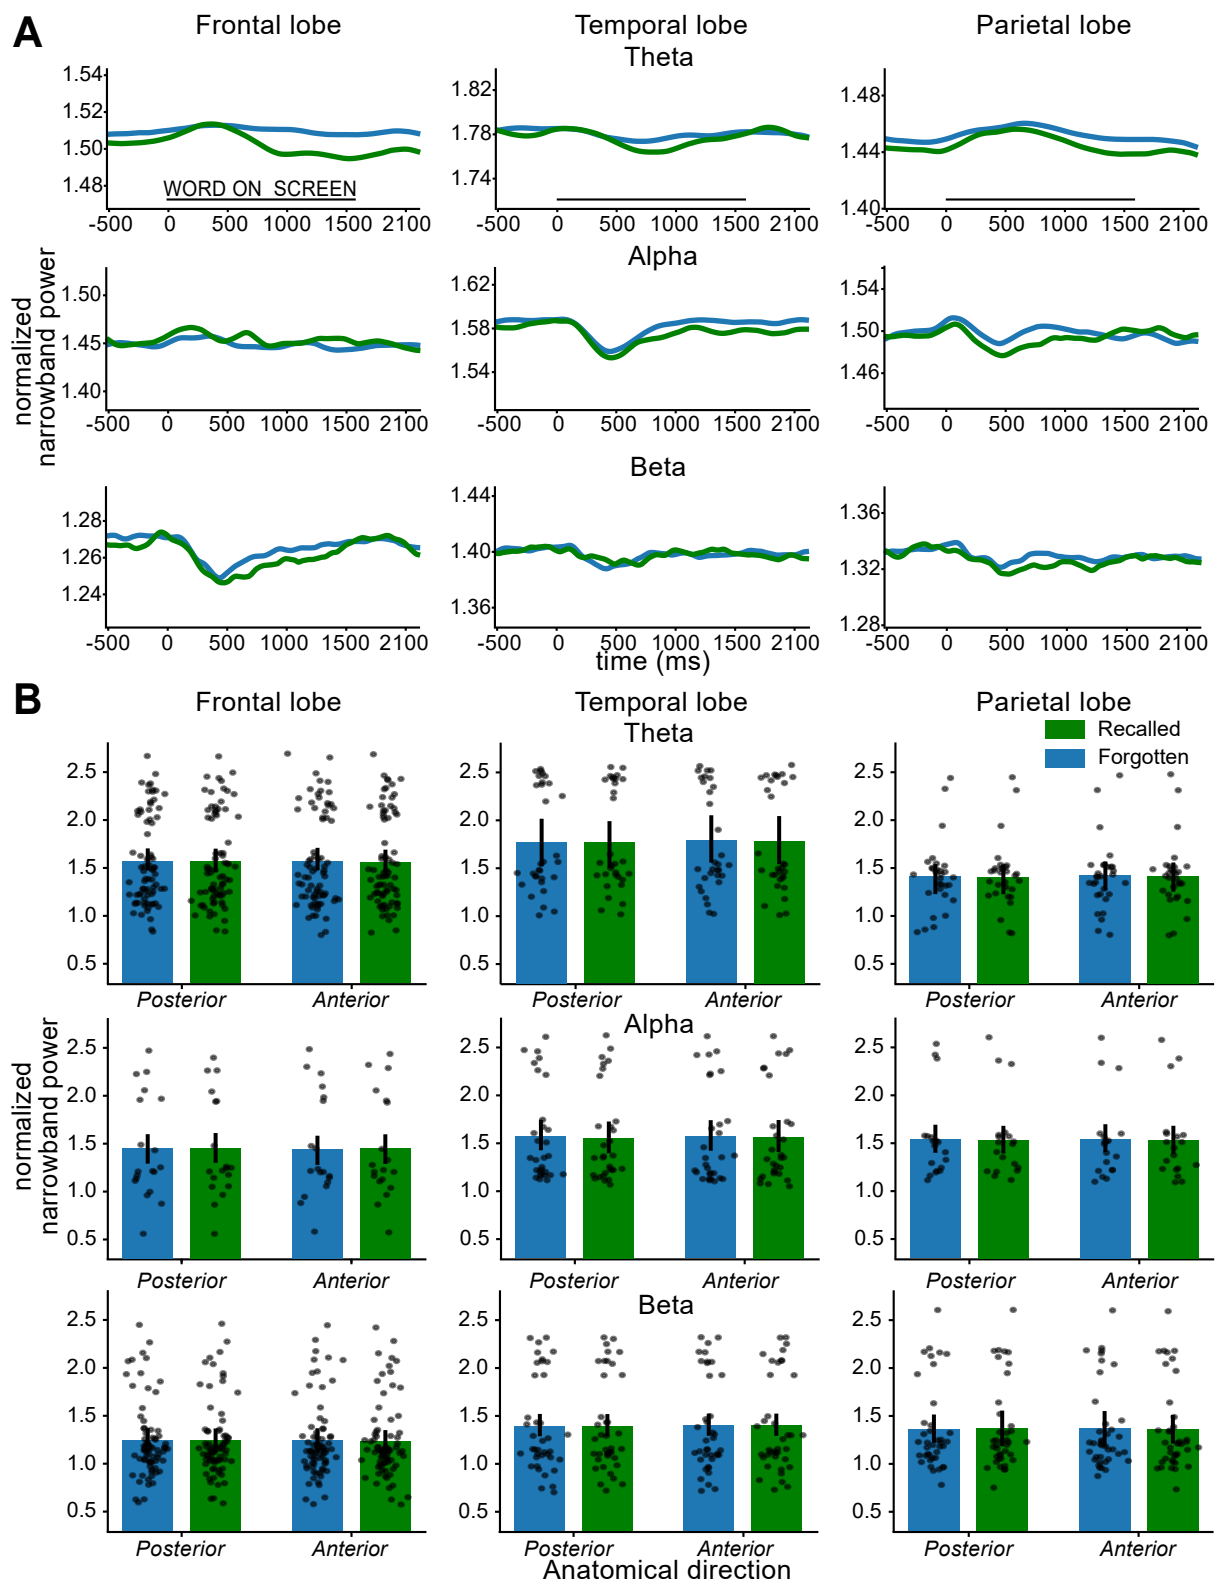 A
Frontal lobe Temporal lobe Parietal lobe
Theta
1.54 1.52 1.50 1.48
WORD ON SCREEN
-500 0 500 1000 1500 2100
1.82 1.78 1.74
-500 0 500 1000 1500 2100
1.48 1.44 1.40
-500 0 500 1000 1500 2100
Alpha
normalized
narrowband power
1.50 1.45 1.40
-500 0 500 1000 1500 2100
1.62 1.58 1.54
-500 0 500 1000 1500 2100
1.54 1.50 1.46
-500 0 500 1000 1500 2100
Beta
1.28 1.26 1.24
-500 0 500 1000 1500 2100
1.44 1.40 1.36
-500 0 500 1000 1500 2100
1.36 1.32 1.28
-500 0 500 1000 1500 2100
time (ms)
B
Frontal lobe Temporal lobe Parietal lobe
Theta
Recalled
Forgotten
2.5 2.0 1.5 1.0 0.5
Posterior Anterior
2.5 2.0 1.5 1.0 0.5
Posterior Anterior
2.5 2.0 1.5 1.0 0.5
Posterior Anterior
Alpha
normalized
narrowband power
2.5 2.0 1.5 1.0 0.5
Posterior Anterior
2.5 2.0 1.5 1.0 0.5
Posterior Anterior
2.5 2.0 1.5 1.0 0.5
Posterior Anterior
Beta
2.5 2.0 1.5 1.0 0.5
Posterior Anterior
2.5 2.0 1.5 1.0 0.5
Posterior Anterior
2.5 2.0 1.5 1.0 0.5
Posterior Anterior
Anatomical direction